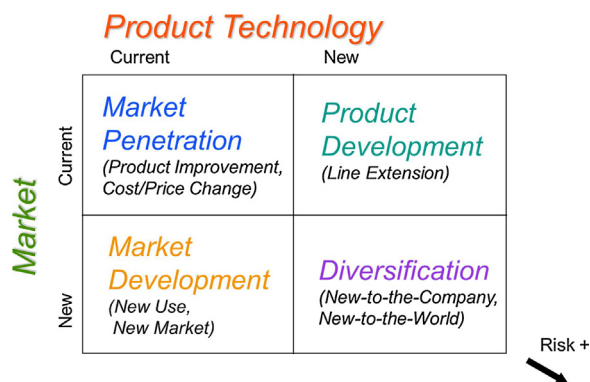 Product Technology
Current
New
Market
Current
Market
Penetration
(Product Improvement,
Cost/Price Change)
Product
Development
(Line Extension)
New
Market
Development
(New Use,
New Market)
Diversification
(New-to-the-Company,
New-to-the-World)
Risk +